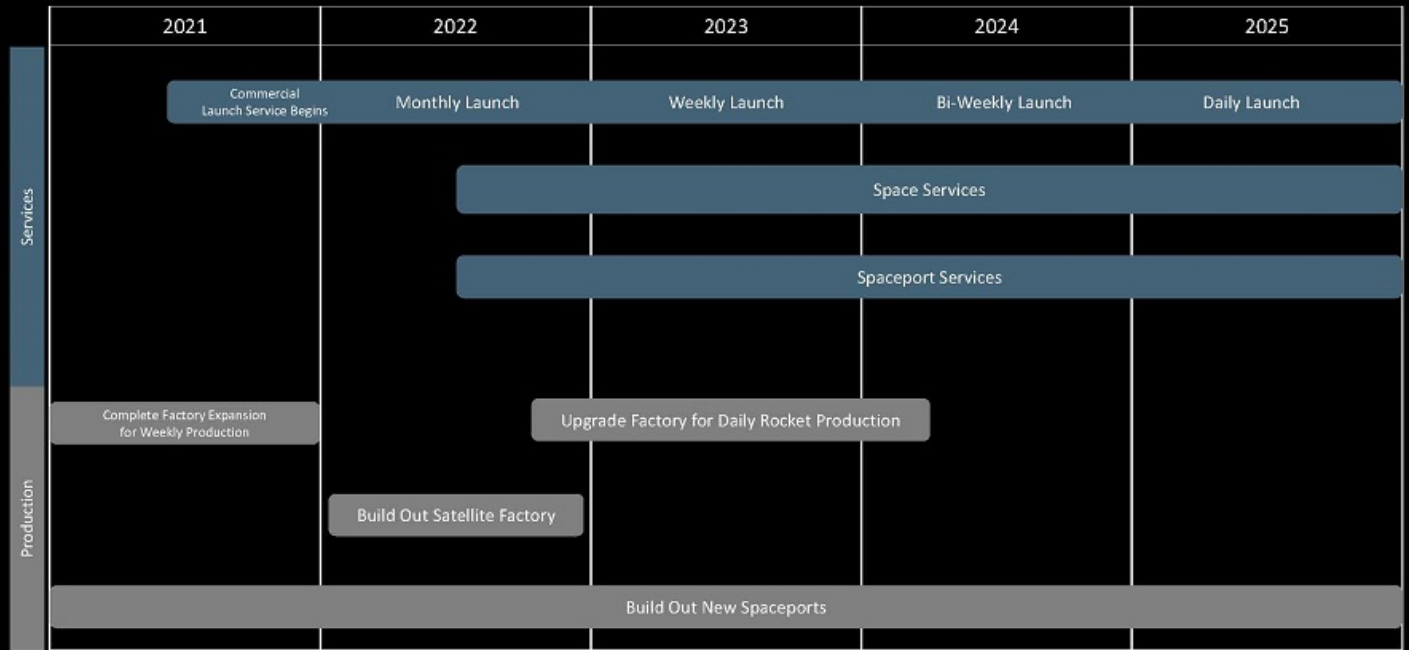 2021 2022 2023 2024 2025
Services
Commercial
Launch Service Begins
Monthly Launch
Weekly Launch
Bi-Weekly Launch
Daily Launch
Space Services
Spaceport Services
Production
Complete Factory Expansion
for Weekly Production
Upgrade Factory for Daily Rocket Production
Build Out Satellite Factory
Build Out New Spaceports